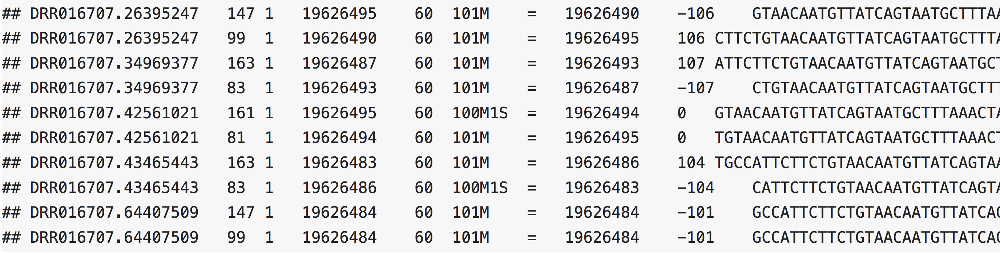 ## DRR016707.26395247 147 1 19626495 60 101M = 19626490 −106 GTAACAATGTTATCAGTAATGCTTTAA
## DRR016707.26395247 99 1 19626490 60 101M = 19626495 106 CTTCTGTAACAATGTTATCAGTAATGCTTTA
## DRR016707.34969377 163 1 19626487 60 101M = 19626493 107 ATTCTTCTGTAACAATGTTATCAGTAATGCT
## DRR016707.34969377 83 1 19626493 60 101M = 19626487 −107 CTGTAACAATGTTATCAGTAATGCTTT
## DRR016707.42561021 161 1 19626495 60 100M1S = 19626494 0 GTAACAATGTTATCAGTAATGCTTTAAACTA
## DRR016707.42561021 81 1 19626494 60 101M = 19626495 0 TGTAACAATGTTATCAGTAATGCTTTAAACT
## DRR016707.43465443 163 1 19626483 60 101M = 19626486 104 TGCCATTCTTCTGTAACAATGTTATCAGTAA
## DRR016707.43465443 83 1 19626486 60 100M1S = 19626483 −104 CATTCTTCTGTAACAATGTTATCAGTA
## DRR016707.64407509 147 1 19626484 60 101M = 19626484 −101 GCCATTCTTCTGTAACAATGTTATCAG
## DRR016707.64407509 99 1 19626484 60 101M = 19626484 −101 GCCATTCTTCTGTAACAATGTTATCAG